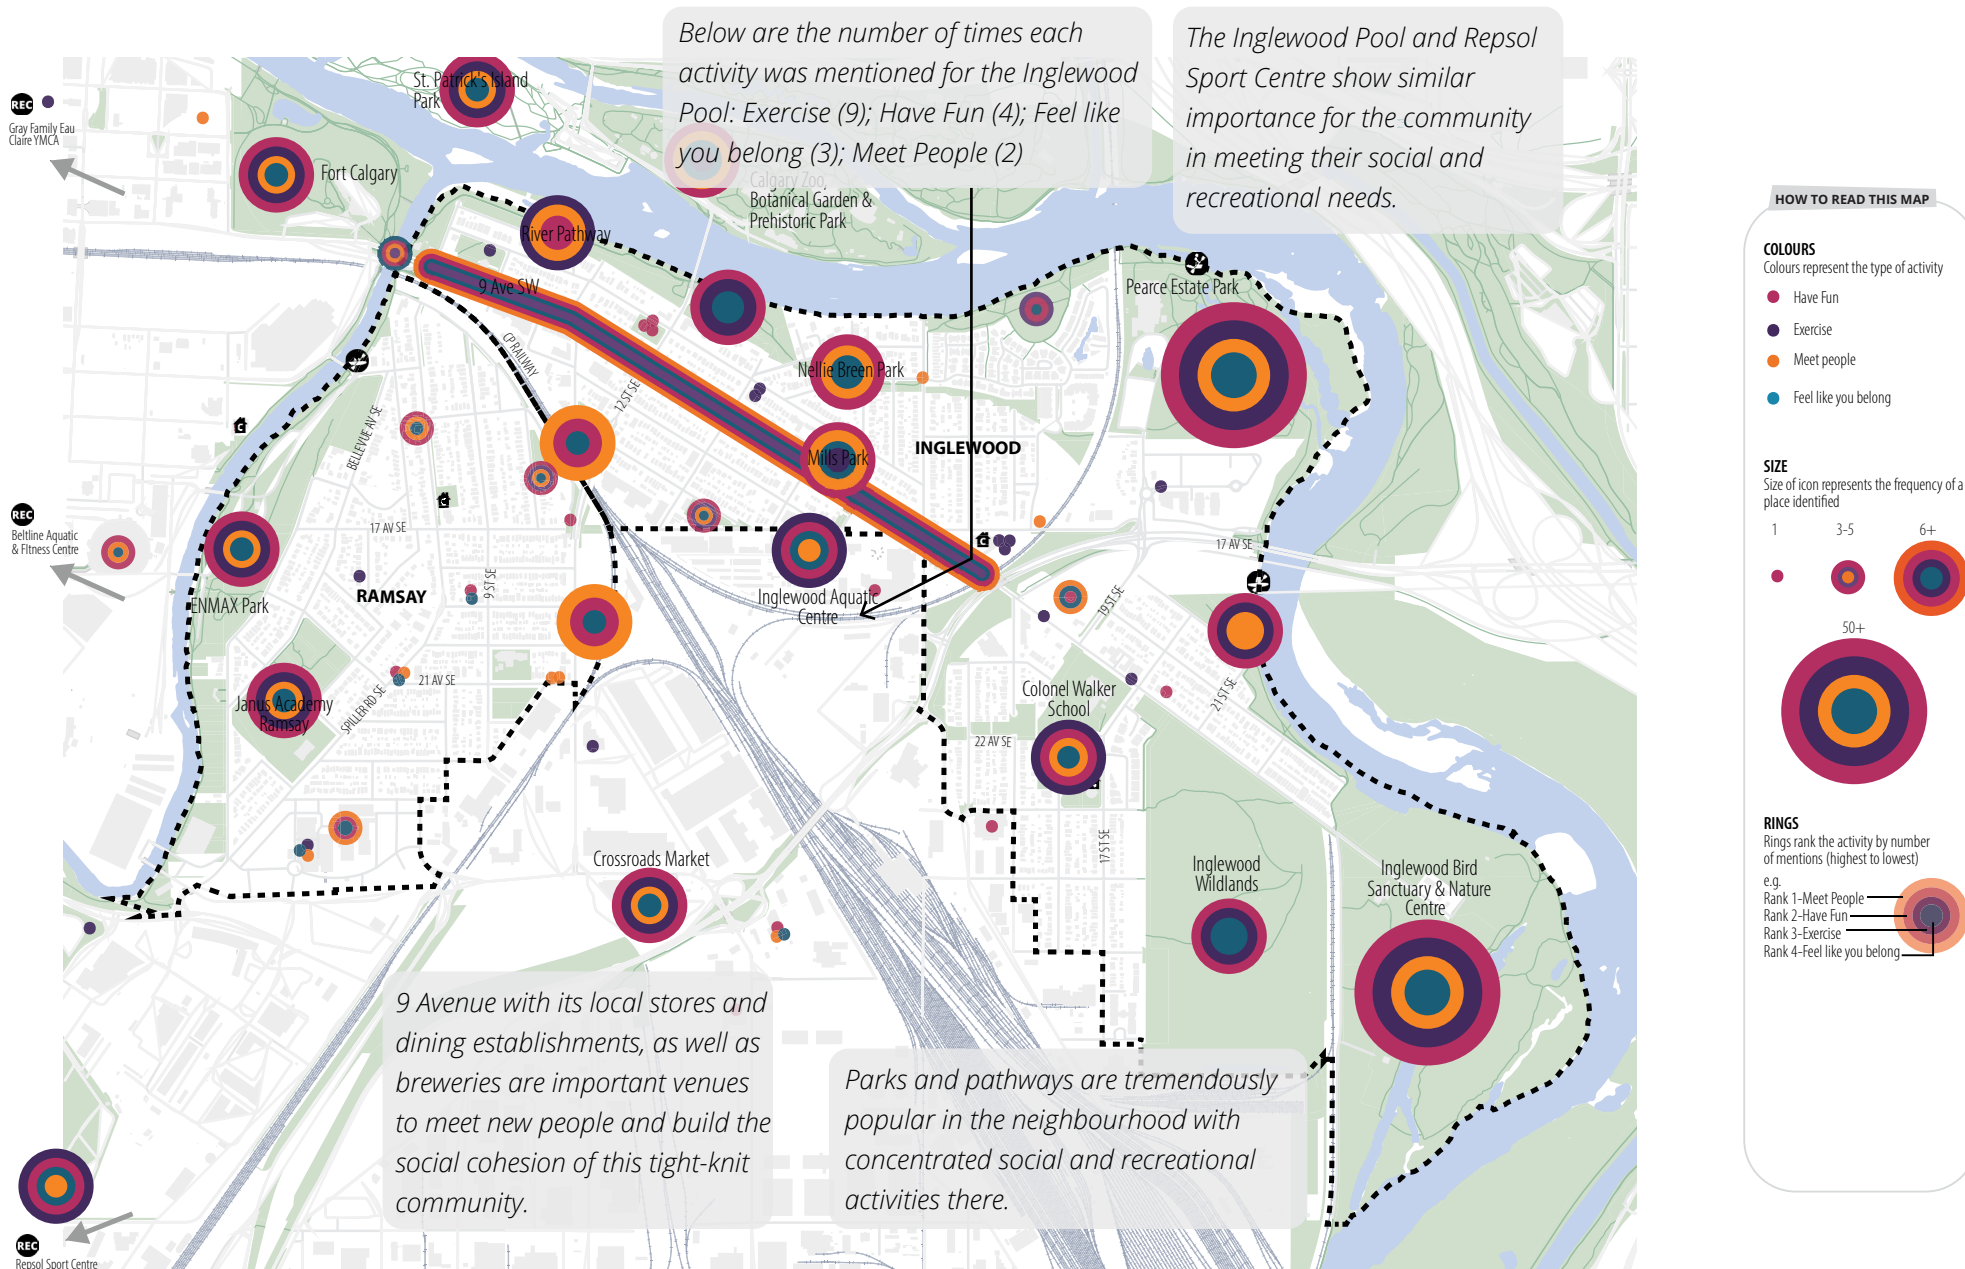 Below are the number of times each
activity was mentioned for the Inglewood
Pool: Exercise (9); Have Fun (4); Feel like
you belong (3); Meet People (2)
The Inglewood Pool and Repsol
Sport Centre show similar
importance for the community
in meeting their social and
recreational needs.
St. Patrick's Island
Park
REC
Gray Family Eau
Claire YMCA
Fort Calgary
Calgary Zoo,
Botanical Garden &
Prehistoric Park
River Pathway
9 Ave SW
Pearce Estate Park
CP RAILWAY
12 ST SE
Nellie Breen Park
BELLEVUE AV SE
Mills Park
INGLEWOOD
REC
Beltline Aquatic
& FItness Centre
17 AV SE
17 AV SE
ENMAX Park
RAMSAY
9 ST SE
Inglewood Aquatic
Centre
19 ST SE
Janus Academy
Ramsay
SPILLER RD SE
21 AV SE
Colonel Walker
School
21 ST SE
22 AV SE
17 ST SE
Crossroads Market
Inglewood
Wildlands
Inglewood Bird
Sanctuary & Nature
Centre
9 Avenue with its local stores and
dining establishments, as well as
breweries are important venues
to meet new people and build the
social cohesion of this tight-knit
community.
Parks and pathways are tremendously
popular in the neighbourhood with
concentrated social and recreational
activities there.
REC
Repsol Sport Centre
HOW TO READ THIS MAP
COLOURS
Colours represent the type of activity
Have Fun
Exercise
Meet people
Feel like you belong
SIZE
Size of icon represents the frequency of a
place identified
1
3-5
6+
50+
RINGS
Rings rank the activity by number
of mentions (highest to lowest)
e.g.
Rank 1-Meet People
Rank 2-Have Fun
Rank 3-Exercise
Rank 4-Feel like you belong